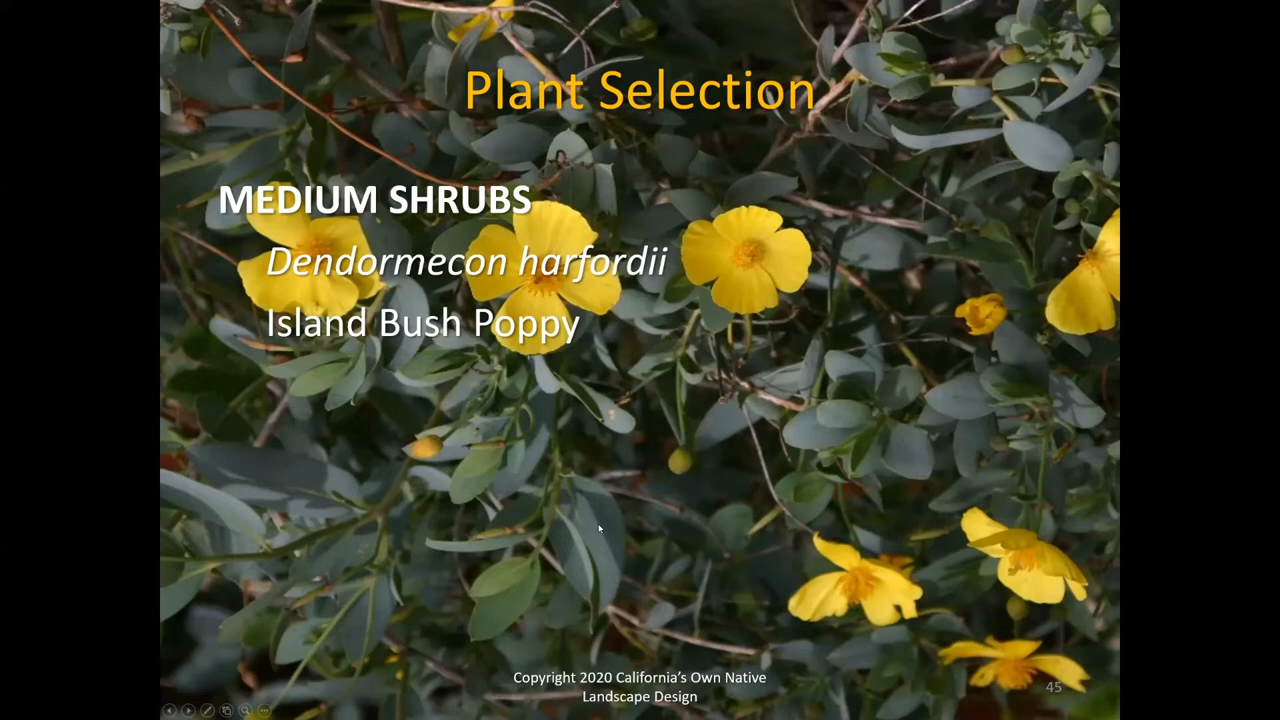 Plant Selection
MEDIUM SHRUBS
Dendormecon harfordii
Island Bush Poppy
Copyright 2020 California’s Own Native
Landscape Design
45